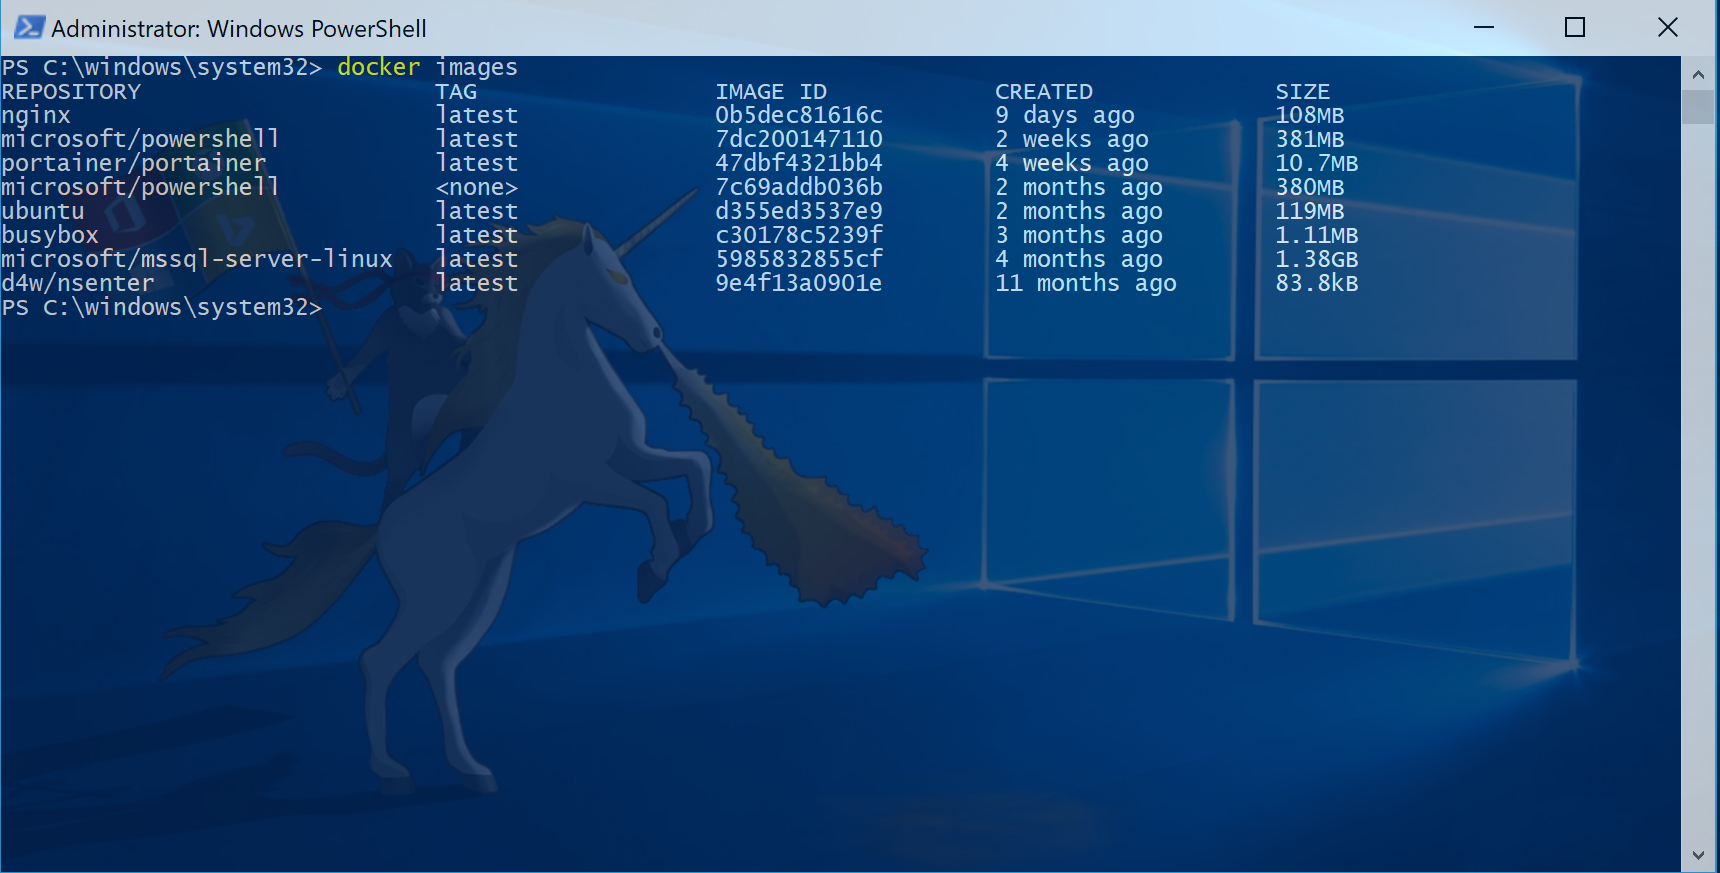 Administrator: Windows PowerShell
PS C:\windows\system32> docker images
REPOSITORY TAG IMAGE ID CREATED SIZE
nginx latest 0b5dec81616c 9 days ago 108MB
microsoft/powershell latest 7dc200147110 2 weeks ago 381MB
portainer/portainer latest 47dbf4321bb4 4 weeks ago 10.7MB
microsoft/powershell <none> 7c69addb036b 2 months ago 380MB
ubuntu latest d355ed3537e9 2 months ago 119MB
busybox latest c30178c5239f 3 months ago 1.11MB
microsoft/mssql-server-linux latest 5985832855cf 4 months ago 1.38GB
d4w/nsenter latest 9e4f13a0901e 11 months ago 83.8kB
PS C:\windows\system32>